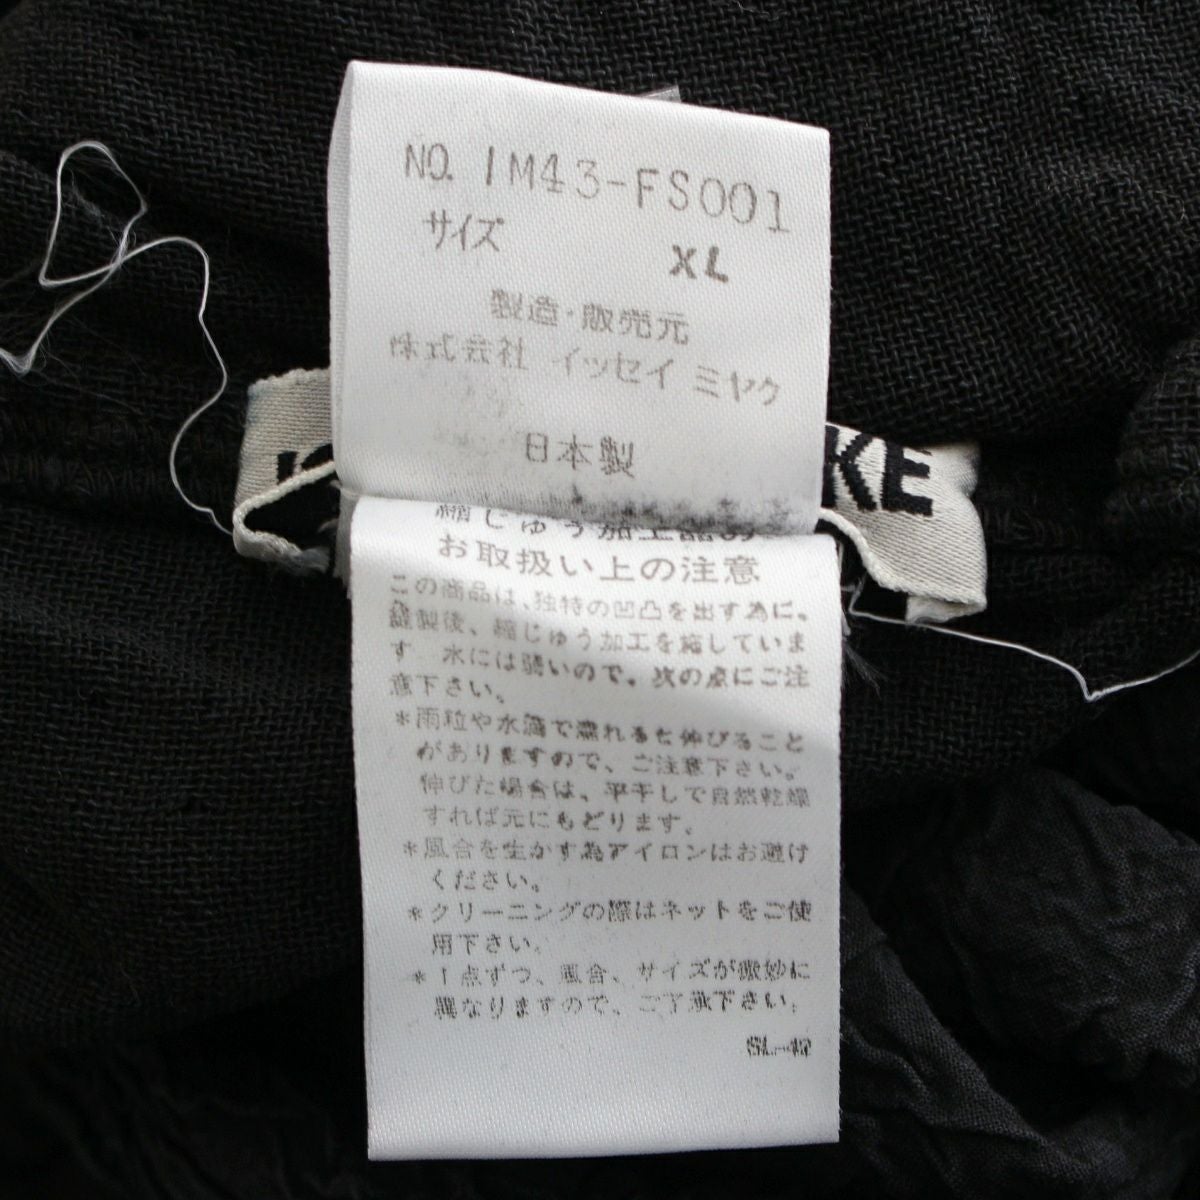 NO. IM43-FS001
サイズ XL
製造・販売元
株式会社 イッセイ ミヤケ
日本製
KE
縮じゅう加工品の
お取扱い上の注意
この商品は、独特の凹凸を出す為に、
縫製後、縮じゅう加工を施していま
す 水には弱いので、次の点にご注
意下さい。
*雨粒や水滴で濡れると伸びること
がありますので、ご注意下さい。
伸びた場合は、平干しで自然乾燥
すれば元にもどります。
*風合を生かす為アイロンはお避け
ください。
*クリーニングの際はネットをご使
用下さい。
*1点ずつ、風合、サイズが微妙に
異なりますので、ご了承下さい。